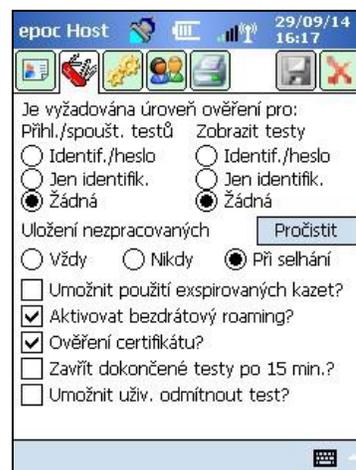 epoc Host 29/09/14
16:17
Je vyžadována úroveň ověření pro:
Přihl./spoušt. testů Zobrazit testy
Identif./heslo Identif./heslo
Jen identifik. Jen identifik.
Žádná Žádná
Uložení nezpracovaných Pročistit
Vždy Nikdy Při selhání
Umožnit použití exspirovaných kazet?
Aktivovat bezdrátový roaming?
Ověření certifikátu?
Zavřít dokončené testy po 15 min.?
Umožnit uživ. odmítnout test?